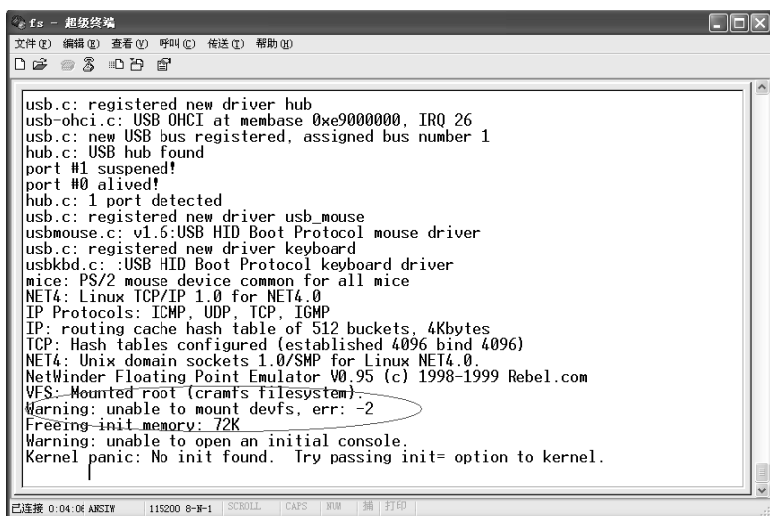 fs - 超级终端
文件(F) 编辑(E) 查看(V) 呼叫(C) 传送(T) 帮助(H)
usb.c: registered new driver hub
usb-ohci.c: USB OHCI at membase 0xe9000000, IRQ 26
usb.c: new USB bus registered, assigned bus number 1
hub.c: USB hub found
port #1 suspened!
port #0 alived!
hub.c: 1 port detected
usb.c: registered new driver usb_mouse
usbmouse.c: v1.6:USB HID Boot Protocol mouse driver
usb.c: registered new driver keyboard
usbkbd.c: :USB HID Boot Protocol keyboard driver
mice: PS/2 mouse device common for all mice
NET4: Linux TCP/IP 1.0 for NET4.0
IP Protocols: ICMP, UDP, TCP, IGMP
IP: routing cache hash table of 512 buckets, 4Kbytes
TCP: Hash tables configured (established 4096 bind 4096)
NET4: Unix domain sockets 1.0/SMP for Linux NET4.0.
NetWinder Floating Point Emulator V0.95 (c) 1998-1999 Rebel.com
VFS: Mounted root (cramfs filesystem).
Warning: unable to mount devfs, err: -2
Freeing init memory: 72K
Warning: unable to open an initial console.
Kernel panic: No init found.  Try passing init= option to kernel.
已连接 0:04:06 ANSIW 115200 8-N-1 SCROLL CAPS NUM 捕 打印